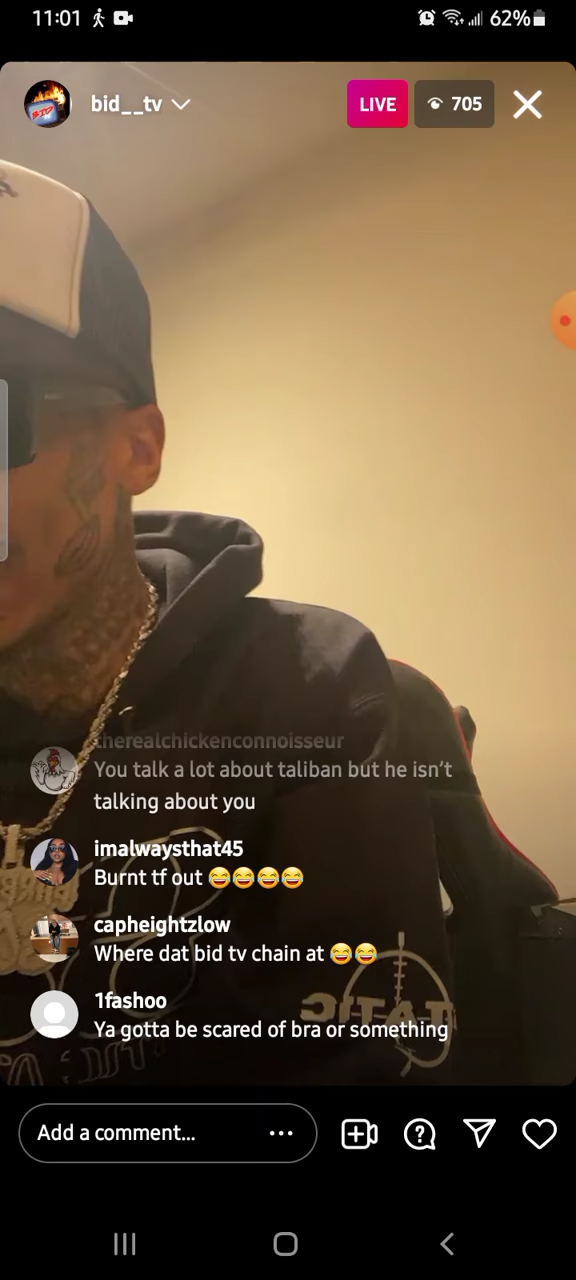 11:01
62%
bid__tv
LIVE
705
therealchickenconnoisseur
You talk a lot about taliban but he isn't
talking about you
imalwaysthat45
Burnt tf out 😂😂😂😂
capheightzlow
Where dat bid tv chain at 😂😂
1fashoo
Ya gotta be scared of bra or something
TATIC
Add a comment...